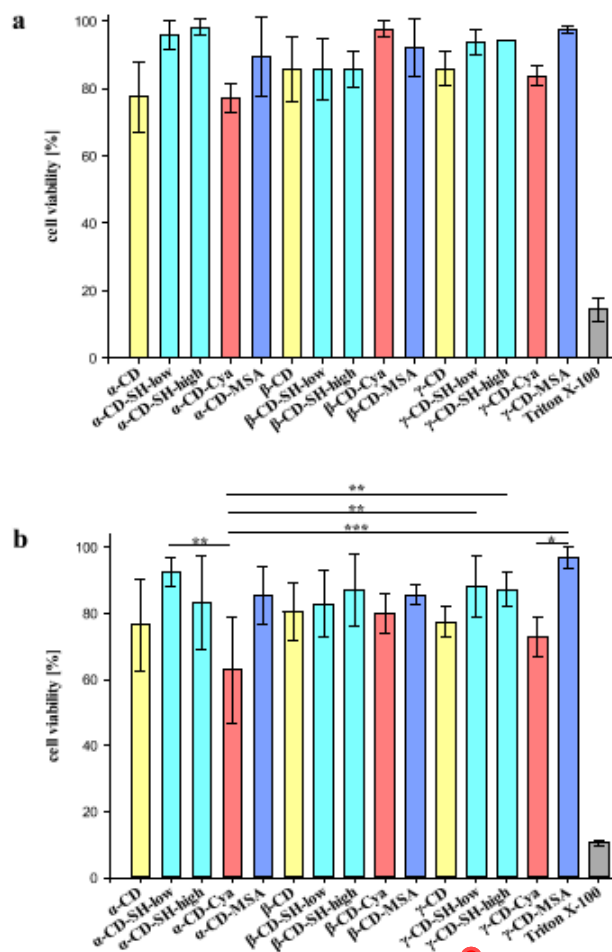 a
cell viability [%]
100
80
60
40
20
0
α-CD
α-CD-SH-low
α-CD-SH-high
α-CD-Cya
α-CD-MSA
β-CD
β-CD-SH-low
β-CD-SH-high
β-CD-Cya
β-CD-MSA
γ-CD
γ-CD-SH-low
γ-CD-SH-high
γ-CD-Cya
γ-CD-MSA
Triton X-100
b
**
**
***
**
*
cell viability [%]
100
80
60
40
20
0
α-CD
α-CD-SH-low
α-CD-SH-high
α-CD-Cya
α-CD-MSA
β-CD
β-CD-SH-low
β-CD-SH-high
β-CD-Cya
β-CD-MSA
γ-CD
γ-CD-SH-low
γ-CD-SH-high
γ-CD-Cya
γ-CD-MSA
Triton X-100